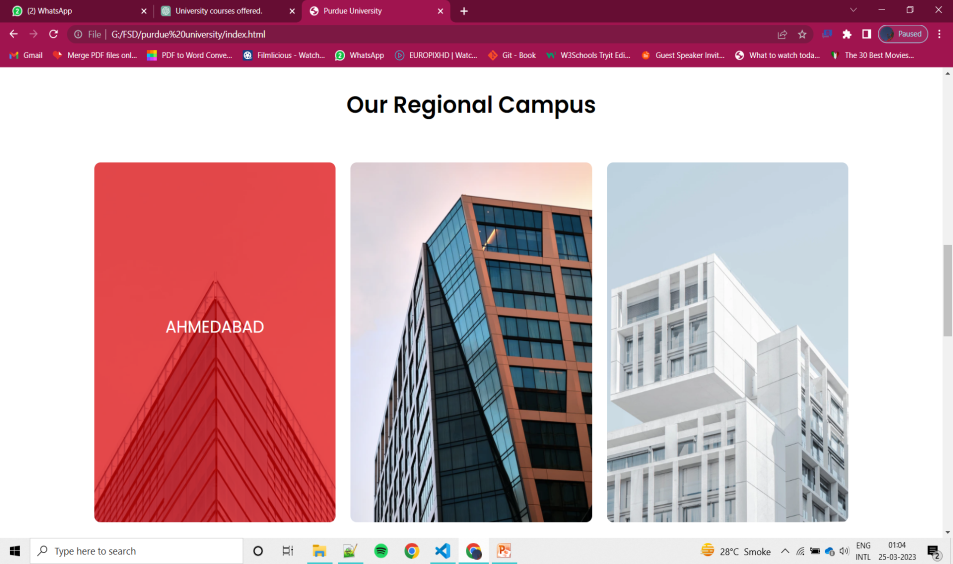 (2) WhatsApp
University courses offered.
Purdue University
File | G:/FSD/purdue%20university/index.html
Paused
Gmail
Merge PDF files onl...
PDF to Word Conve...
Filmlicious - Watch...
WhatsApp
EUROPIXHD | Watc...
Git - Book
W3Schools Tryit Edi...
Guest Speaker Invit...
What to watch toda...
The 30 Best Movies...
Our Regional Campus
AHMEDABAD
Type here to search
28°C Smoke
ENG
INTL
01:04
25-03-2023
2